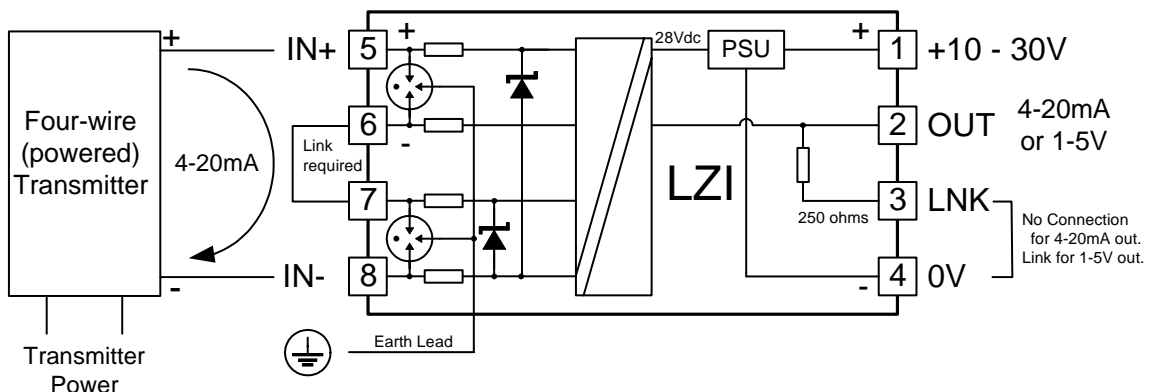 Four-wire
(powered)
Transmitter
+
-
4-20mA
Transmitter
Power
IN+
IN-
5
6
7
8
+
-
Link
required
Earth Lead
28Vdc
PSU
LZI
250 ohms
+
-
1
2
3
4
+10 - 30V
OUT
4-20mA
or 1-5V
LNK
0V
No Connection
for 4-20mA out.
Link for 1-5V out.